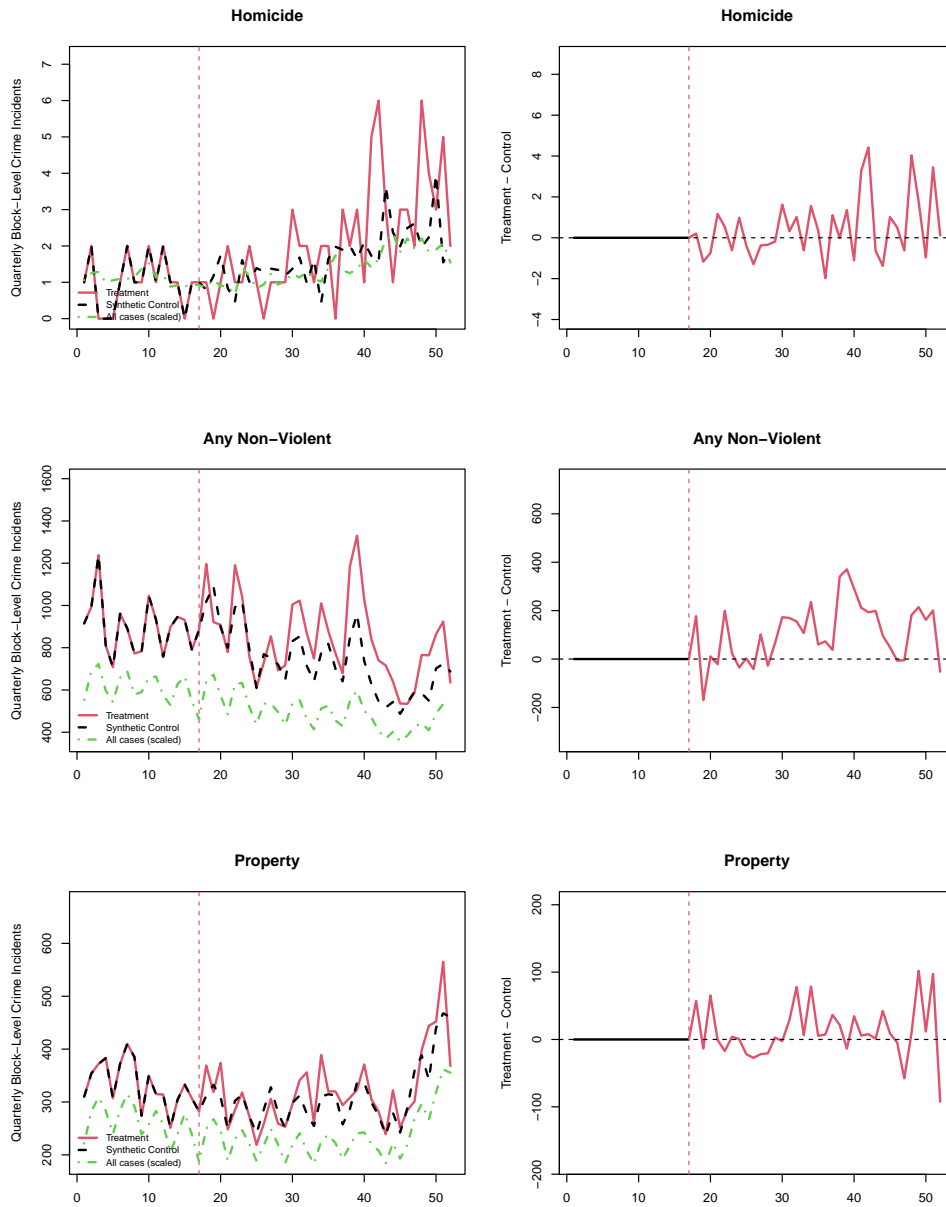 Homicide
Quarterly Block−Level Crime Incidents
7
6
5
4
3
2
1
0
Treatment
Synthetic Control
All cases (scaled)
0 10 20 30 40 50
Homicide
Treatment − Control
8
6
4
2
0
−2
−4
0 10 20 30 40 50
Any Non−Violent
Quarterly Block−Level Crime Incidents
1600
1400
1200
1000
800
600
400
Treatment
Synthetic Control
All cases (scaled)
0 10 20 30 40 50
Any Non−Violent
Treatment − Control
600
400
200
0
−200
0 10 20 30 40 50
Property
Quarterly Block−Level Crime Incidents
600
500
400
300
200
Treatment
Synthetic Control
All cases (scaled)
0 10 20 30 40 50
Property
Treatment − Control
200
100
0
−100
−200
0 10 20 30 40 50